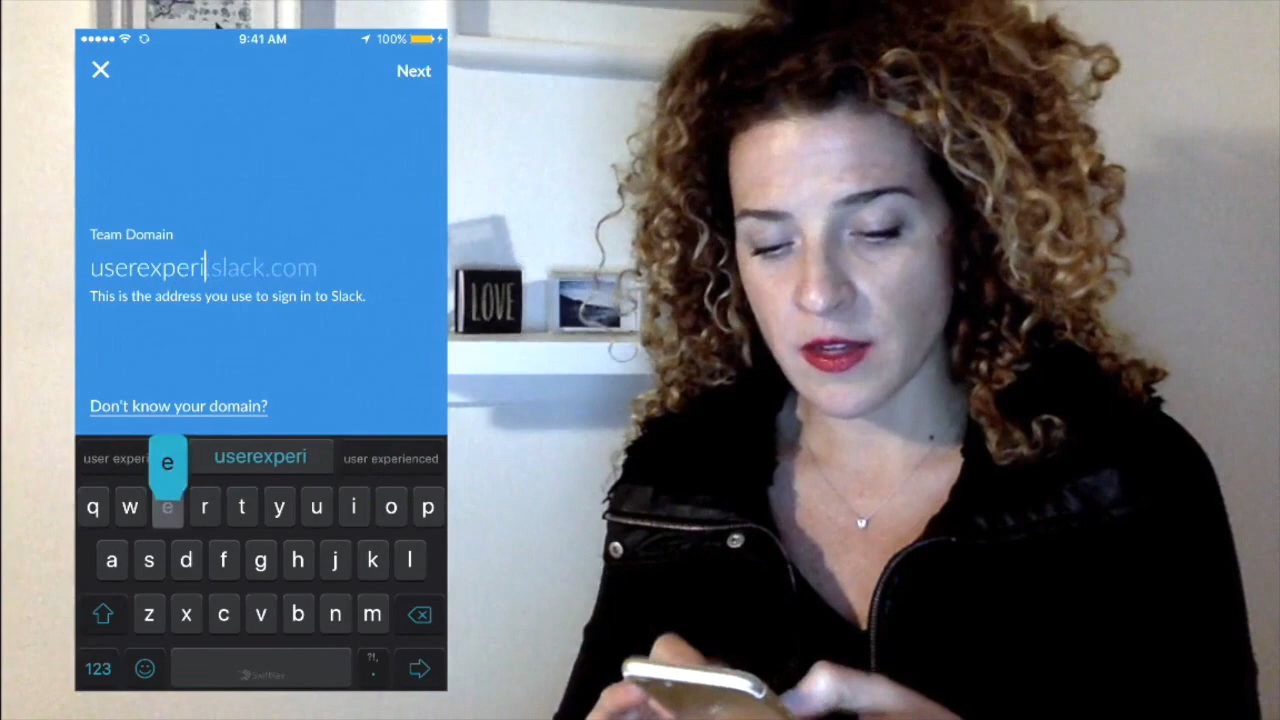 9:41 AM
100%
Next
Team Domain
userexperi.slack.com
This is the address you use to sign in to Slack.
Don't know your domain?
user experi
e
userexperi
user experienced
q w e r t y u i o p
a s d f g h j k l
z x c v b n m
123
?!,
.
SwiftKey
LOVE